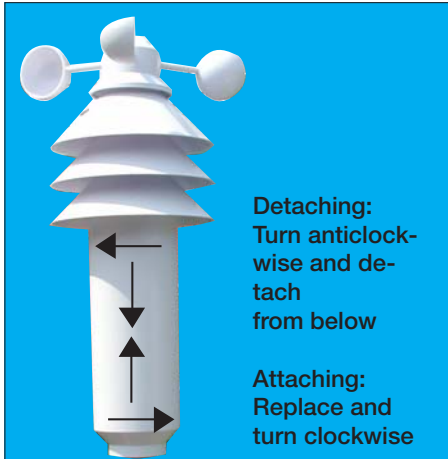 Detaching:
Turn anticlock-
wise and de-
tach
from below
Attaching:
Replace and
turn clockwise